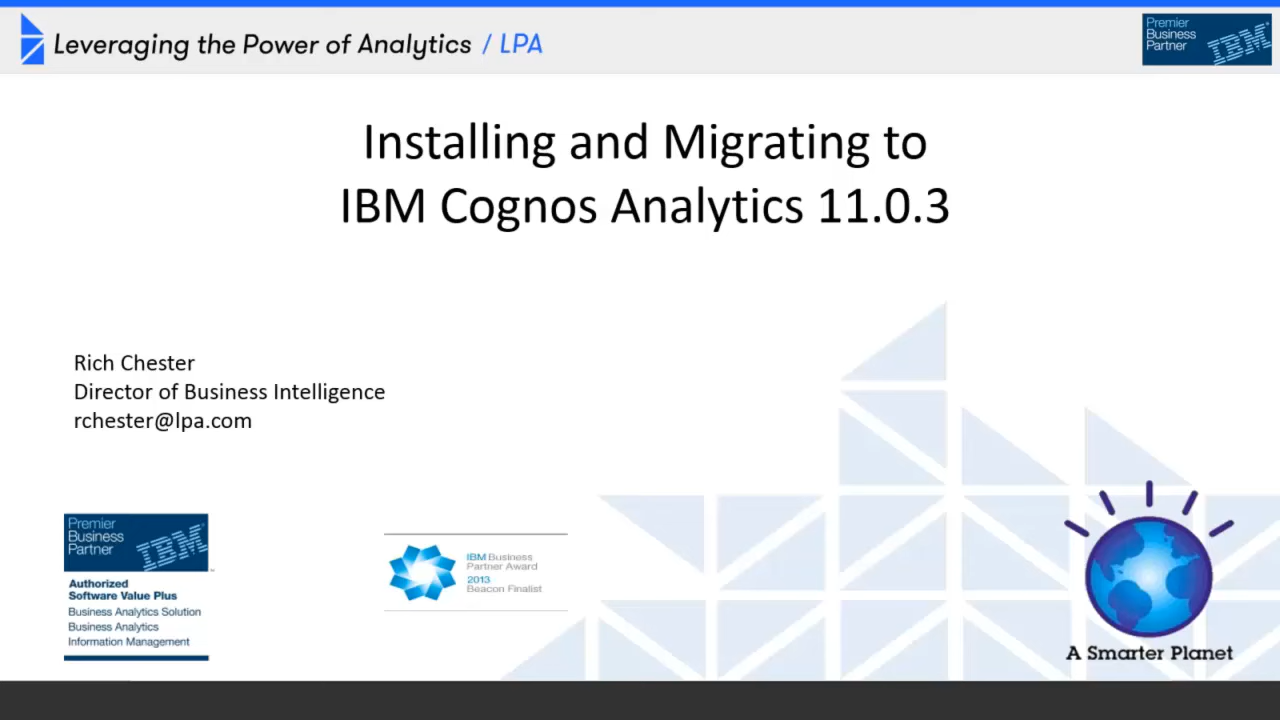 Leveraging the Power of Analytics / LPA
Premier
Business
Partner
IBM
Installing and Migrating to
IBM Cognos Analytics 11.0.3
Rich Chester
Director of Business Intelligence
rchester@lpa.com
Premier
Business
Partner
IBM
Authorized
Software Value Plus
Business Analytics Solution
Business Analytics
Information Management
IBM Business
Partner Award
2013
Beacon Finalist
A Smarter Planet